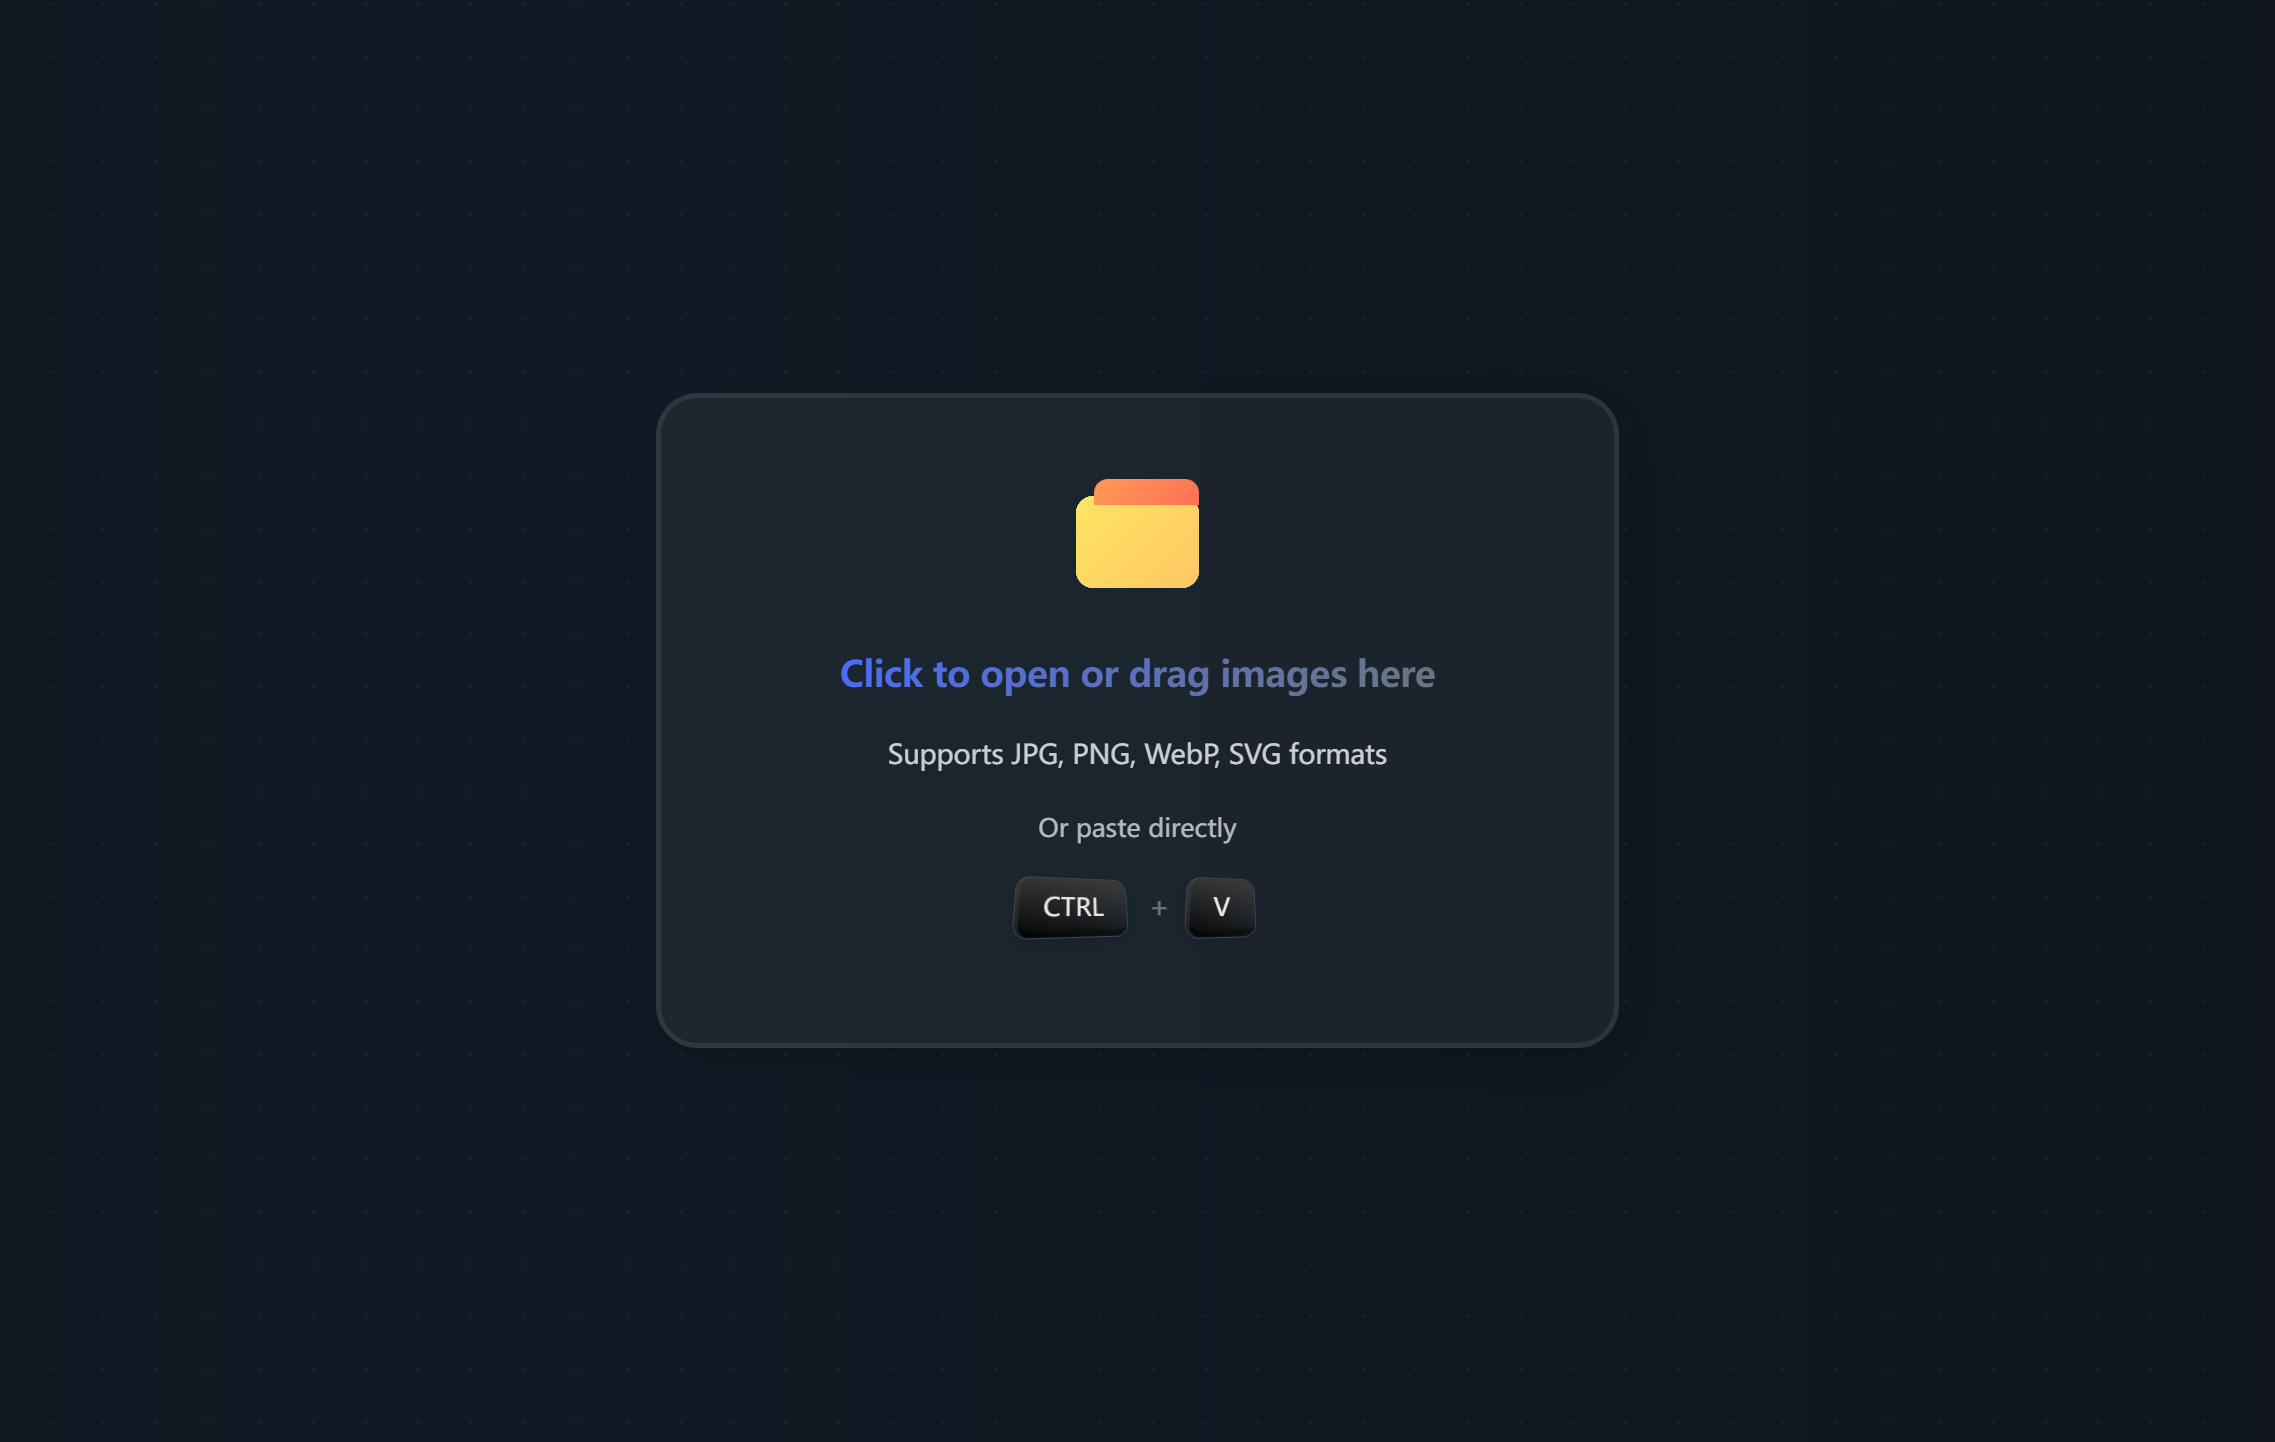 Click to open or drag images here
Supports JPG, PNG, WebP, SVG formats
Or paste directly
CTRL + V